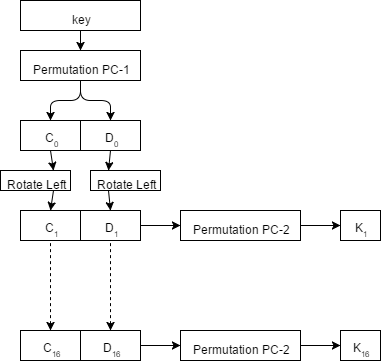 key
Permutation PC-1
C0 D0
Rotate Left Rotate Left
C1 D1 Permutation PC-2 K1
C16 D16 Permutation PC-2 K16